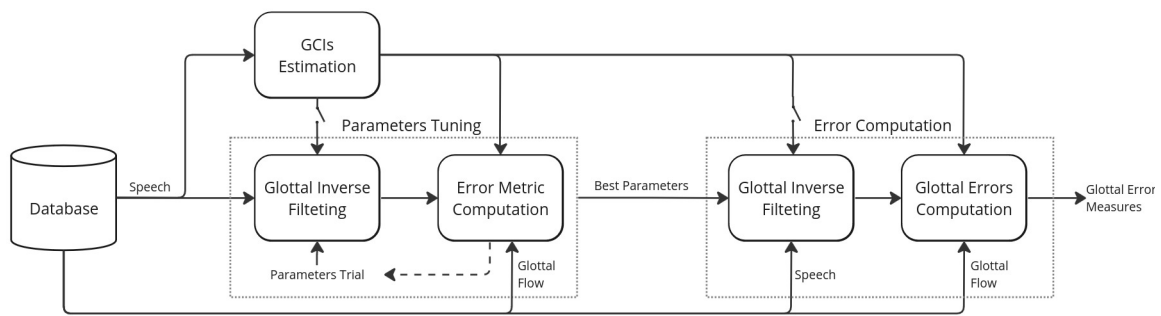 GCIs
Estimation
Parameters Tuning
Error Computation
Speech
Database
Glottal Inverse
Filteting
Error Metric
Computation
Best Parameters
Glottal Inverse
Filteting
Glottal Errors
Computation
Glottal Error
Measures
Parameters Trial
Glottal
Flow
Speech
Glottal
Flow